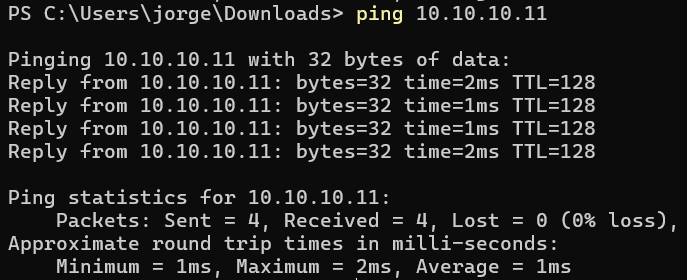 PS C:\Users\jorge\Downloads> ping 10.10.10.11

Pinging 10.10.10.11 with 32 bytes of data:
Reply from 10.10.10.11: bytes=32 time=2ms TTL=128
Reply from 10.10.10.11: bytes=32 time=1ms TTL=128
Reply from 10.10.10.11: bytes=32 time=1ms TTL=128
Reply from 10.10.10.11: bytes=32 time=2ms TTL=128

Ping statistics for 10.10.10.11:
    Packets: Sent = 4, Received = 4, Lost = 0 (0% loss),
Approximate round trip times in milli-seconds:
    Minimum = 1ms, Maximum = 2ms, Average = 1ms